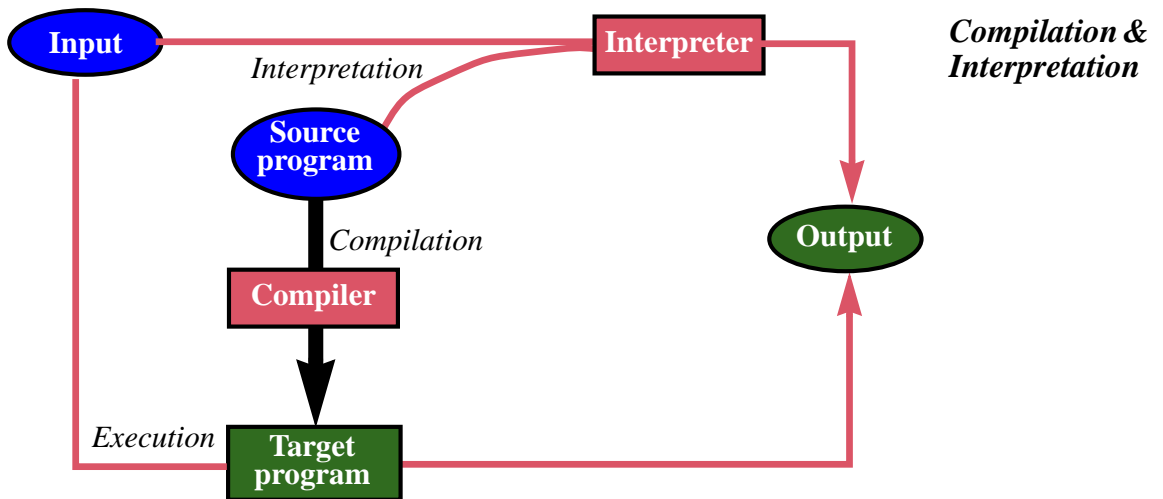 Input
Interpreter
Compilation &
Interpretation
Interpretation
Source
program
Compilation
Output
Compiler
Execution
Target
program